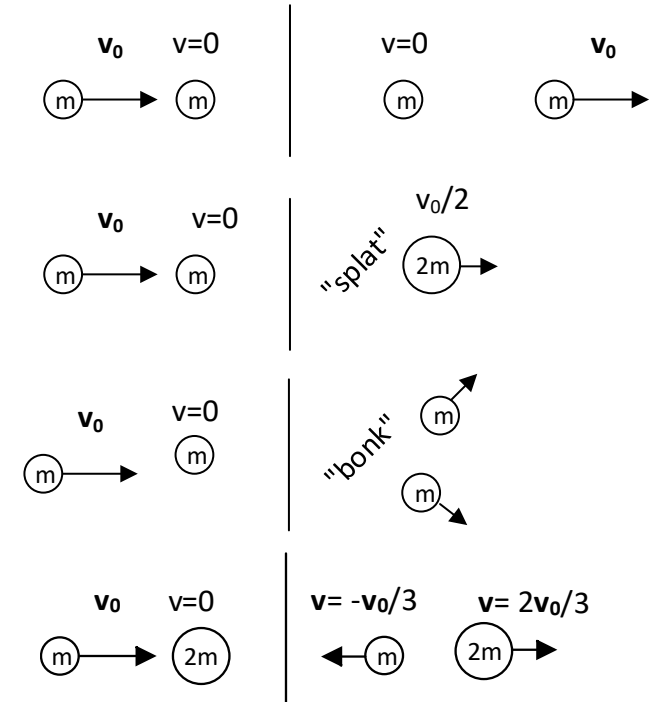 v₀ v=0 v=0 v₀
m m m m
v₀ v=0 "splat" v₀/2
m m 2m
v₀ v=0 "bonk" m
m m m
v₀ v=0 v= -v₀/3 v= 2v₀/3
m 2m m 2m